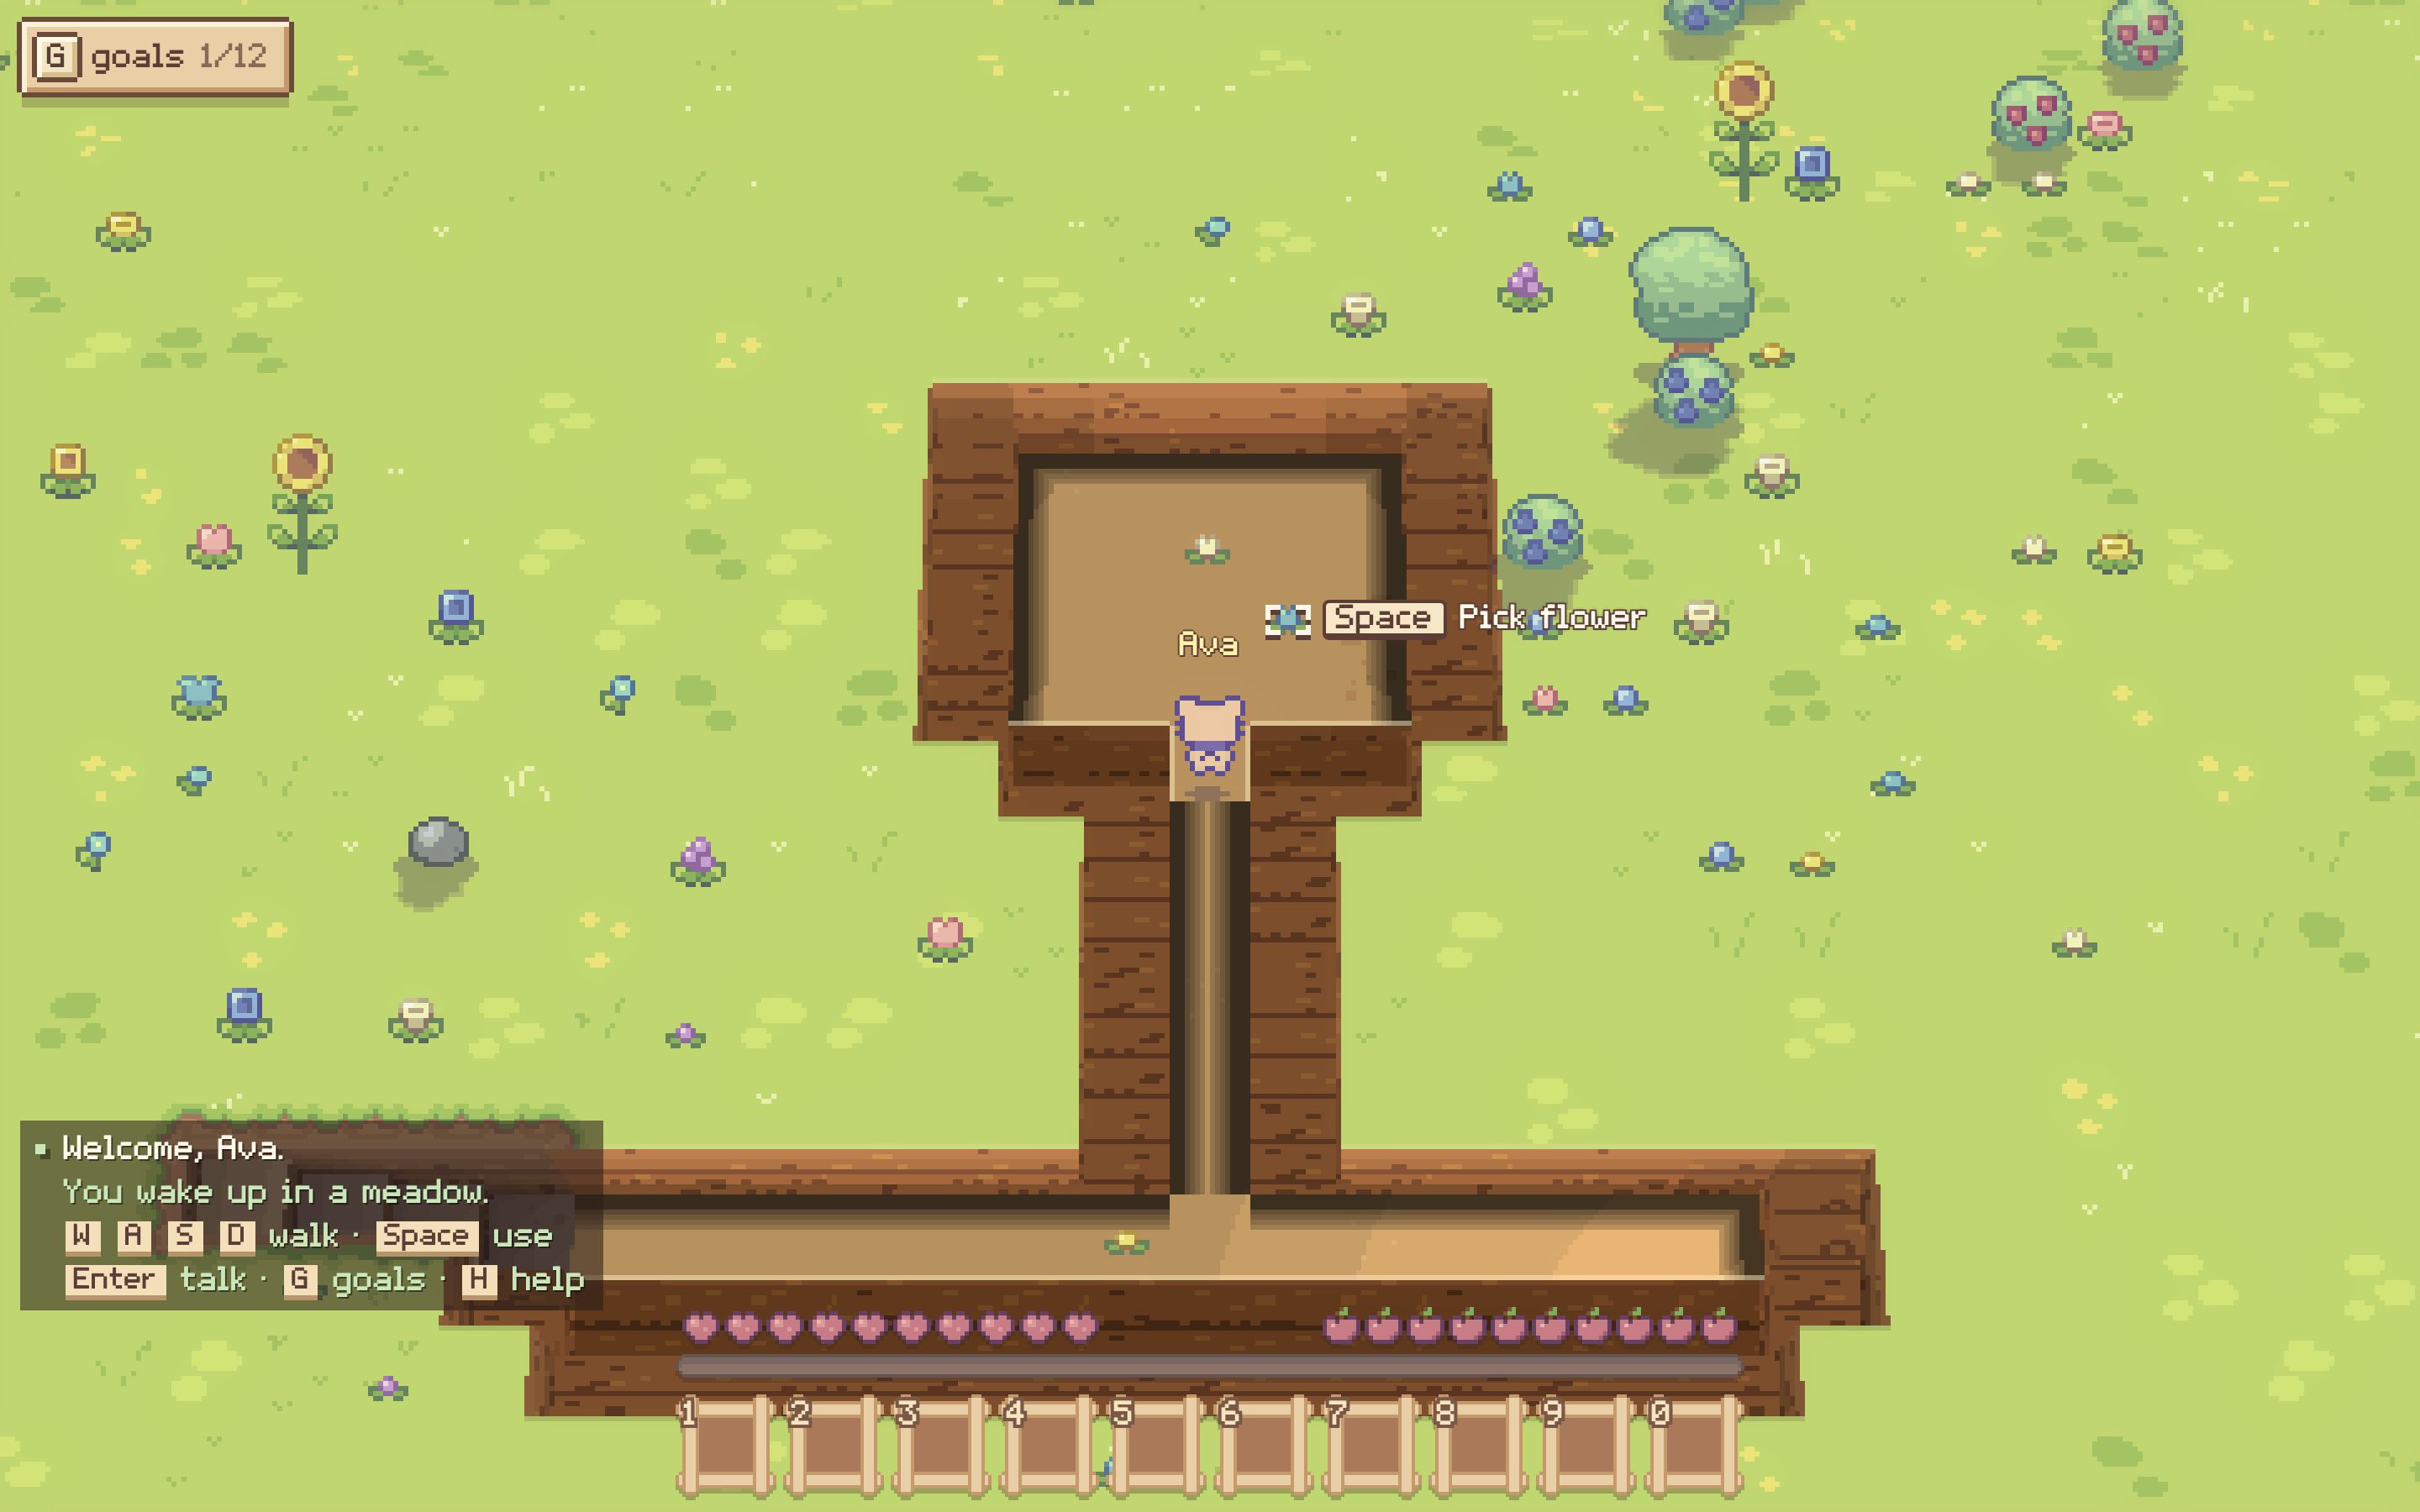 G goals 1/12
Space Pick flower
Ava
Welcome, Ava.
You wake up in a meadow.
W A S D walk · Space use
Enter talk · G goals · H help
1 2 3 4 5 6 7 8 9 0